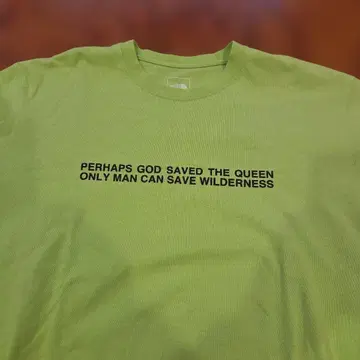 PERHAPS GOD SAVED THE QUEEN
ONLY MAN CAN SAVE WILDERNESS